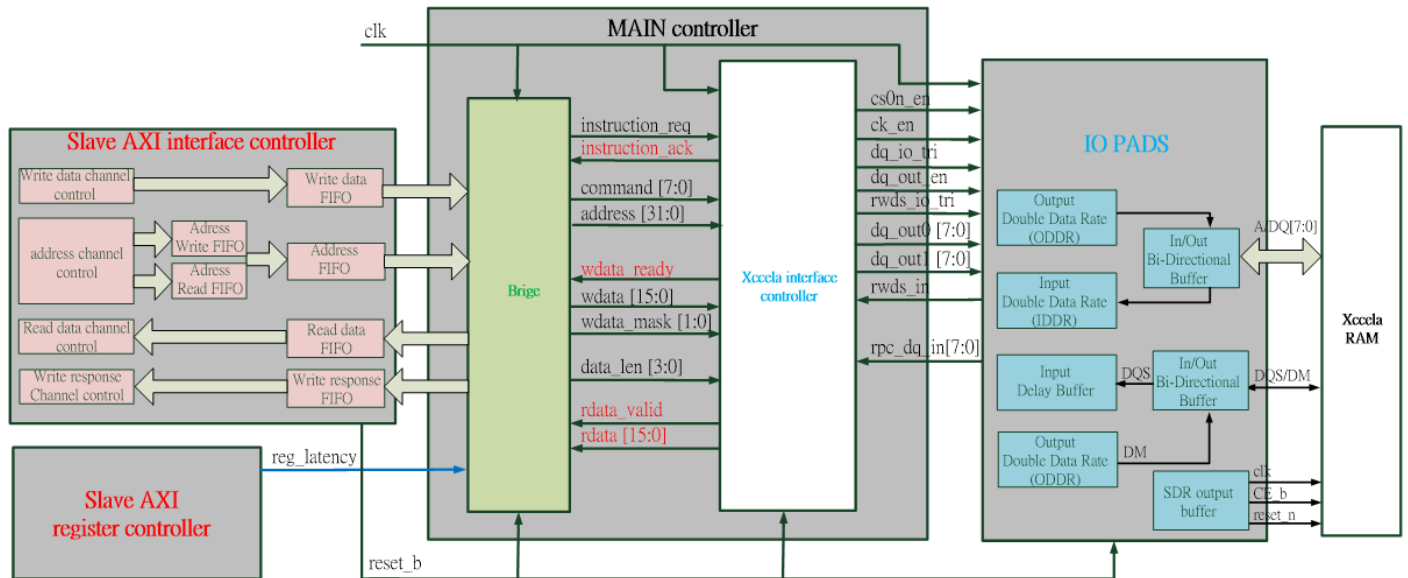 clk
MAIN controller
Slave AXI interface controller
Write data channel
control
Write data
FIFO
address channel
control
Adress
Write FIFO
Adress
Read FIFO
Address
FIFO
Read data channel
control
Read data
FIFO
Write response
Channel control
Write response
FIFO
Slave AXI
register controller
reg_latency
reset_b
Brige
instruction_req
instruction_ack
command [7:0]
address [31:0]
wdata_ready
wdata [15:0]
wdata_mask [1:0]
data_len [3:0]
rdata_valid
rdata [15:0]
Xccela interface
controller
cs0n_en
ck_en
dq_io_tri
dq_out_en
rwds_io_tri
dq_out0 [7:0]
dq_out1 [7:0]
rwds_in
rpc_dq_in[7:0]
IO PADS
Output
Double Data Rate
(ODDR)
In/Out
Bi-Directional
Buffer
Input
Double Data Rate
(IDDR)
Input
Delay Buffer
DQS
In/Out
Bi-Directional
Buffer
Output
Double Data Rate
(ODDR)
DM
SDR output
buffer
A/DQ[7:0]
DQS/DM
clk
CE_b
reset_n
Xccela
RAM